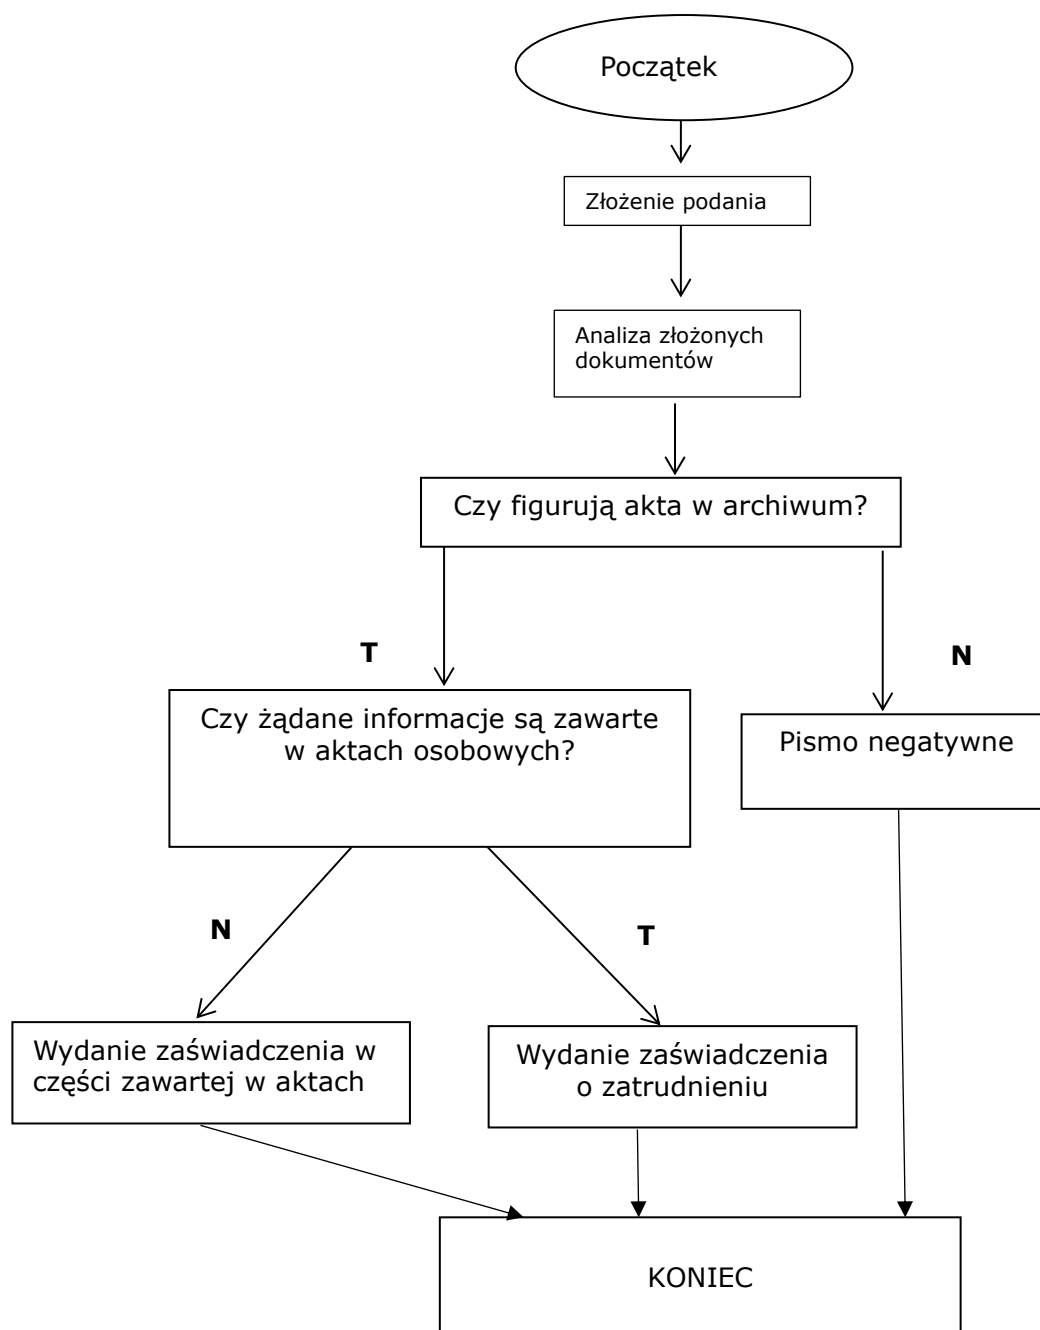 Początek
Złożenie podania
Analiza złożonych
dokumentów
Czy figurują akta w archiwum?
T
N
Czy żądane informacje są zawarte
w aktach osobowych?
Pismo negatywne
N
T
Wydanie zaświadczenia w
części zawartej w aktach
Wydanie zaświadczenia
o zatrudnieniu
KONIEC